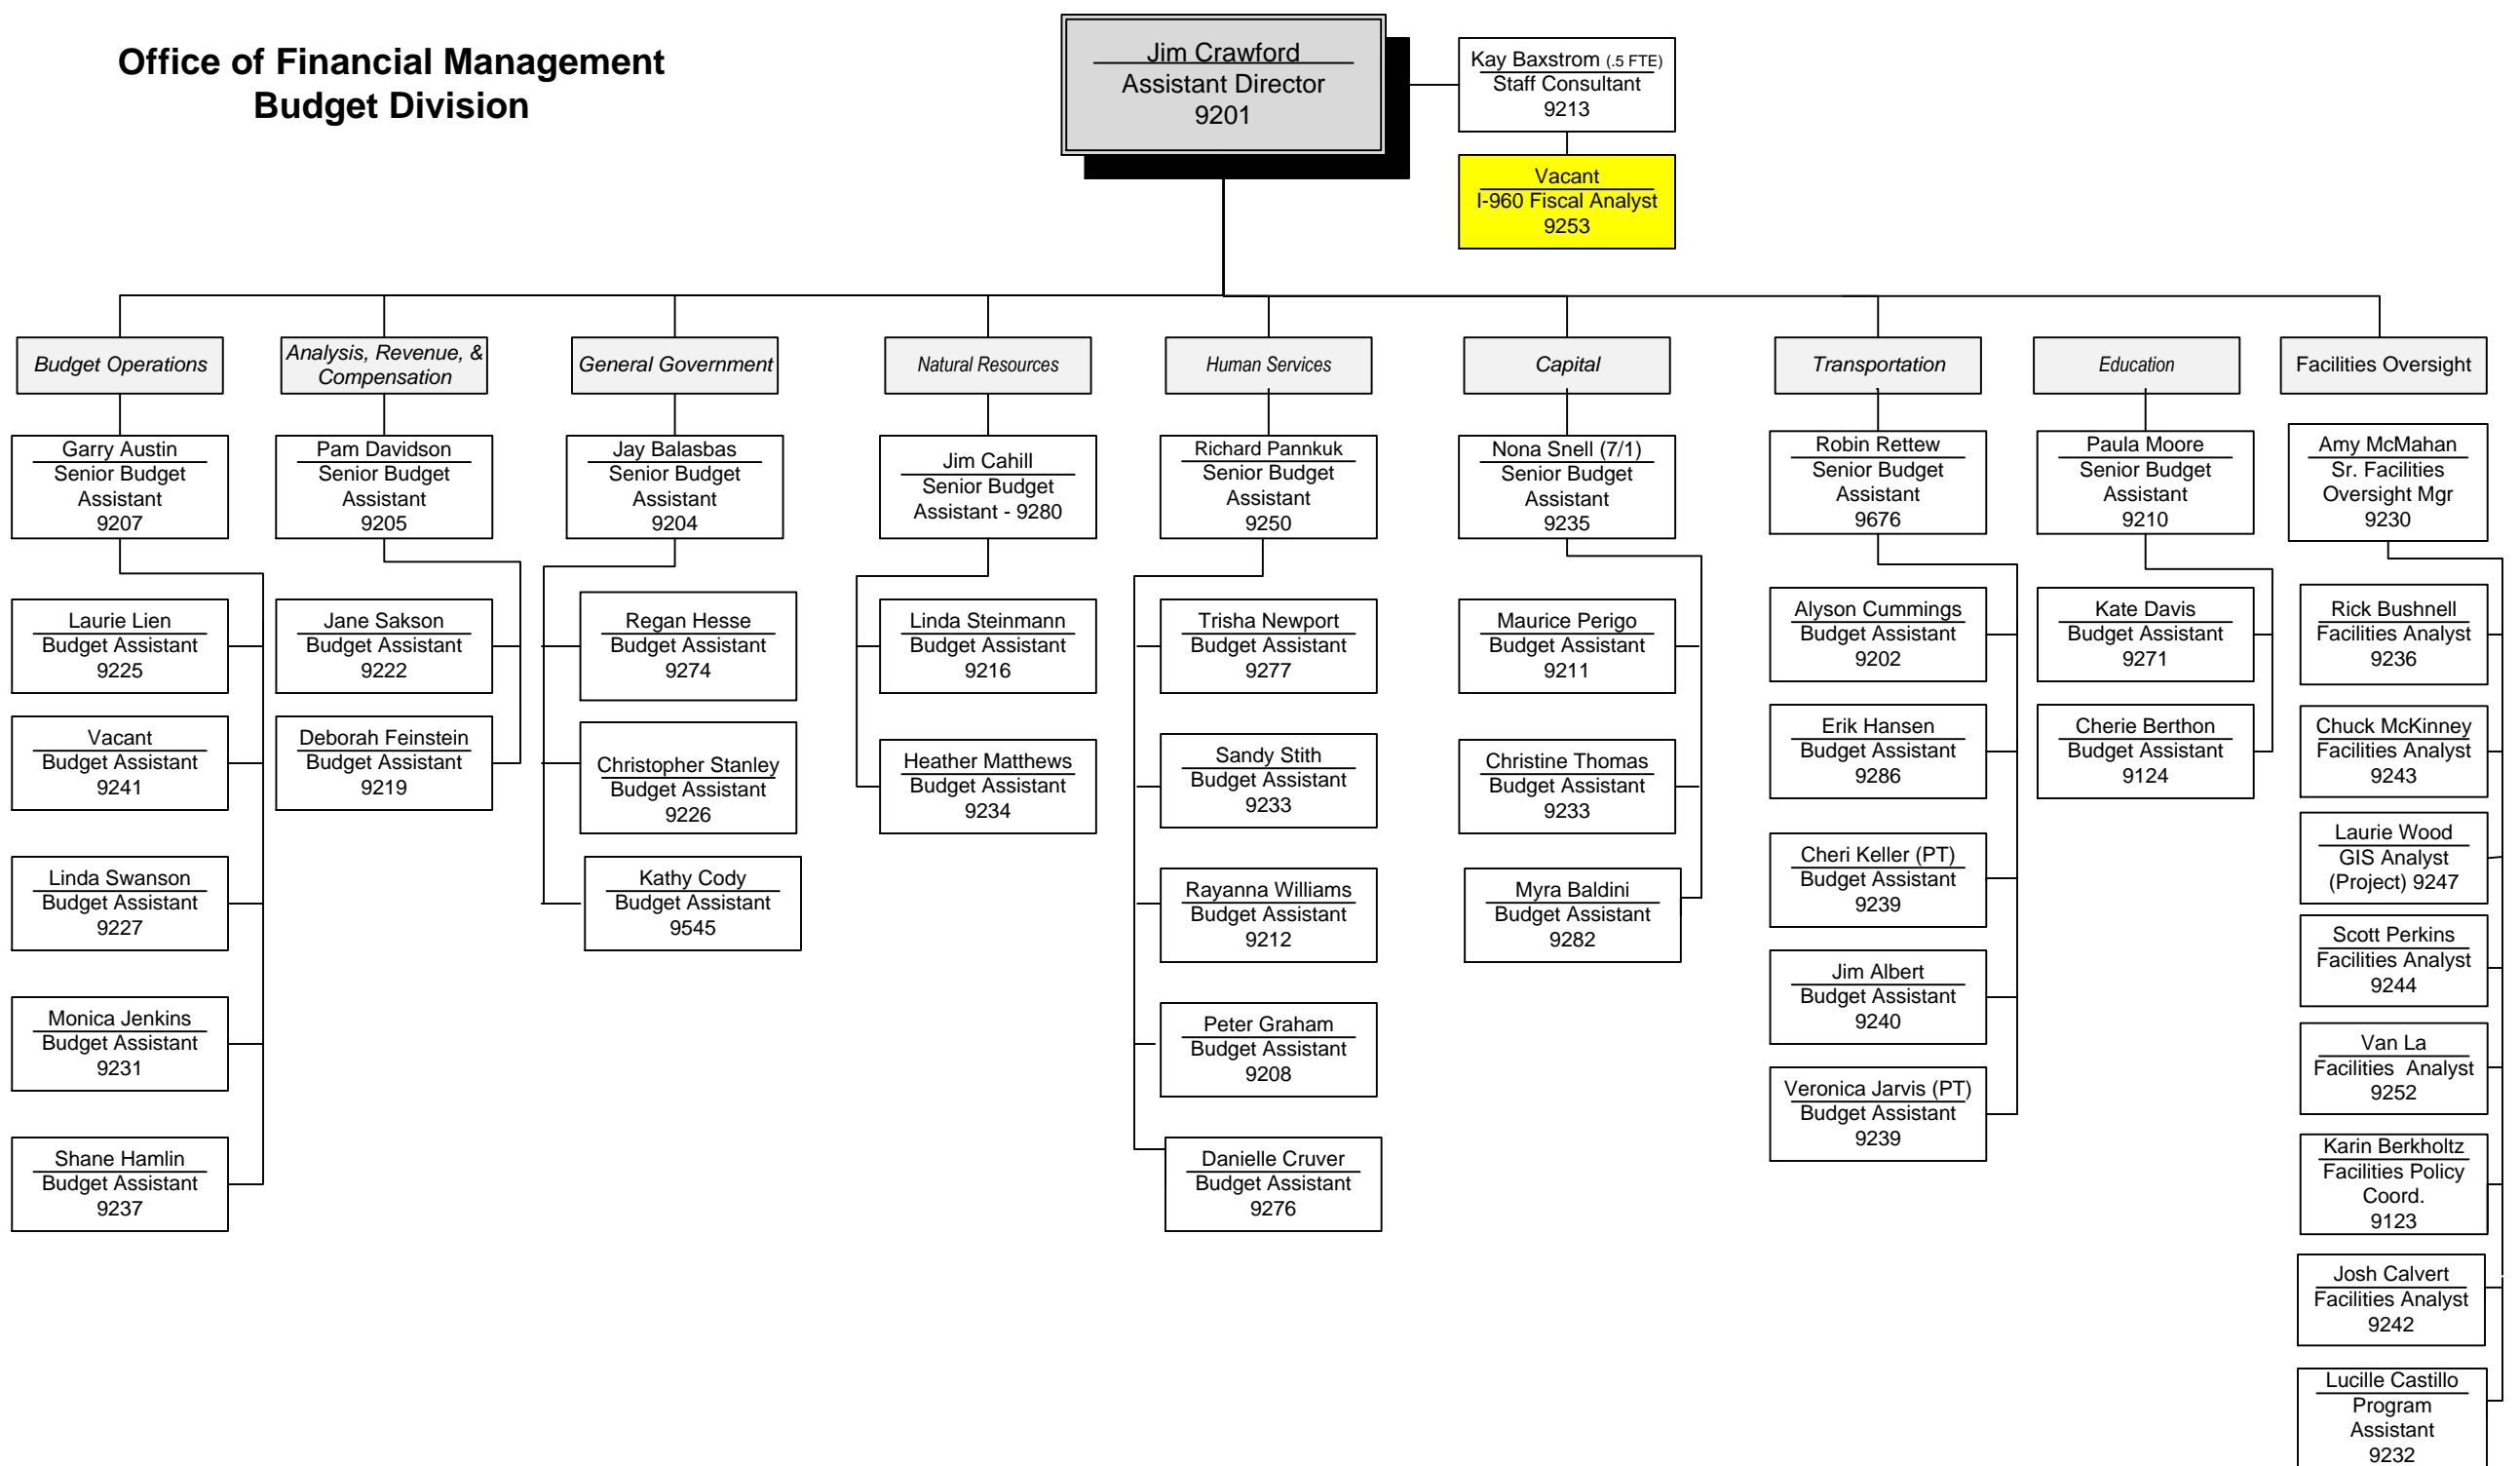 Office of Financial Management
Budget Division
Jim Crawford
Assistant Director
9201
Kay Baxstrom (.5 FTE)
Staff Consultant
9213
Vacant
I-960 Fiscal Analyst
9253
Budget Operations
Garry Austin
Senior Budget
Assistant
9207
Laurie Lien
Budget Assistant
9225
Vacant
Budget Assistant
9241
Linda Swanson
Budget Assistant
9227
Monica Jenkins
Budget Assistant
9231
Shane Hamlin
Budget Assistant
9237
Analysis, Revenue, &
Compensation
Pam Davidson
Senior Budget
Assistant
9205
Jane Sakson
Budget Assistant
9222
Deborah Feinstein
Budget Assistant
9219
General Government
Jay Balasbas
Senior Budget
Assistant
9204
Regan Hesse
Budget Assistant
9274
Christopher Stanley
Budget Assistant
9226
Kathy Cody
Budget Assistant
9545
Natural Resources
Jim Cahill
Senior Budget
Assistant - 9280
Linda Steinmann
Budget Assistant
9216
Heather Matthews
Budget Assistant
9234
Human Services
Richard Pannkuk
Senior Budget
Assistant
9250
Trisha Newport
Budget Assistant
9277
Sandy Stith
Budget Assistant
9233
Rayanna Williams
Budget Assistant
9212
Peter Graham
Budget Assistant
9208
Danielle Cruver
Budget Assistant
9276
Capital
Nona Snell (7/1)
Senior Budget
Assistant
9235
Maurice Perigo
Budget Assistant
9211
Christine Thomas
Budget Assistant
9233
Myra Baldini
Budget Assistant
9282
Transportation
Robin Rettew
Senior Budget
Assistant
9676
Alyson Cummings
Budget Assistant
9202
Erik Hansen
Budget Assistant
9286
Cheri Keller (PT)
Budget Assistant
9239
Jim Albert
Budget Assistant
9240
Veronica Jarvis (PT)
Budget Assistant
9239
Education
Paula Moore
Senior Budget
Assistant
9210
Kate Davis
Budget Assistant
9271
Cherie Berthon
Budget Assistant
9124
Facilities Oversight
Amy McMahan
Sr. Facilities
Oversight Mgr
9230
Rick Bushnell
Facilities Analyst
9236
Chuck McKinney
Facilities Analyst
9243
Laurie Wood
GIS Analyst
(Project) 9247
Scott Perkins
Facilities Analyst
9244
Van La
Facilities Analyst
9252
Karin Berkholtz
Facilities Policy
Coord.
9123
Josh Calvert
Facilities Analyst
9242
Lucille Castillo
Program
Assistant
9232